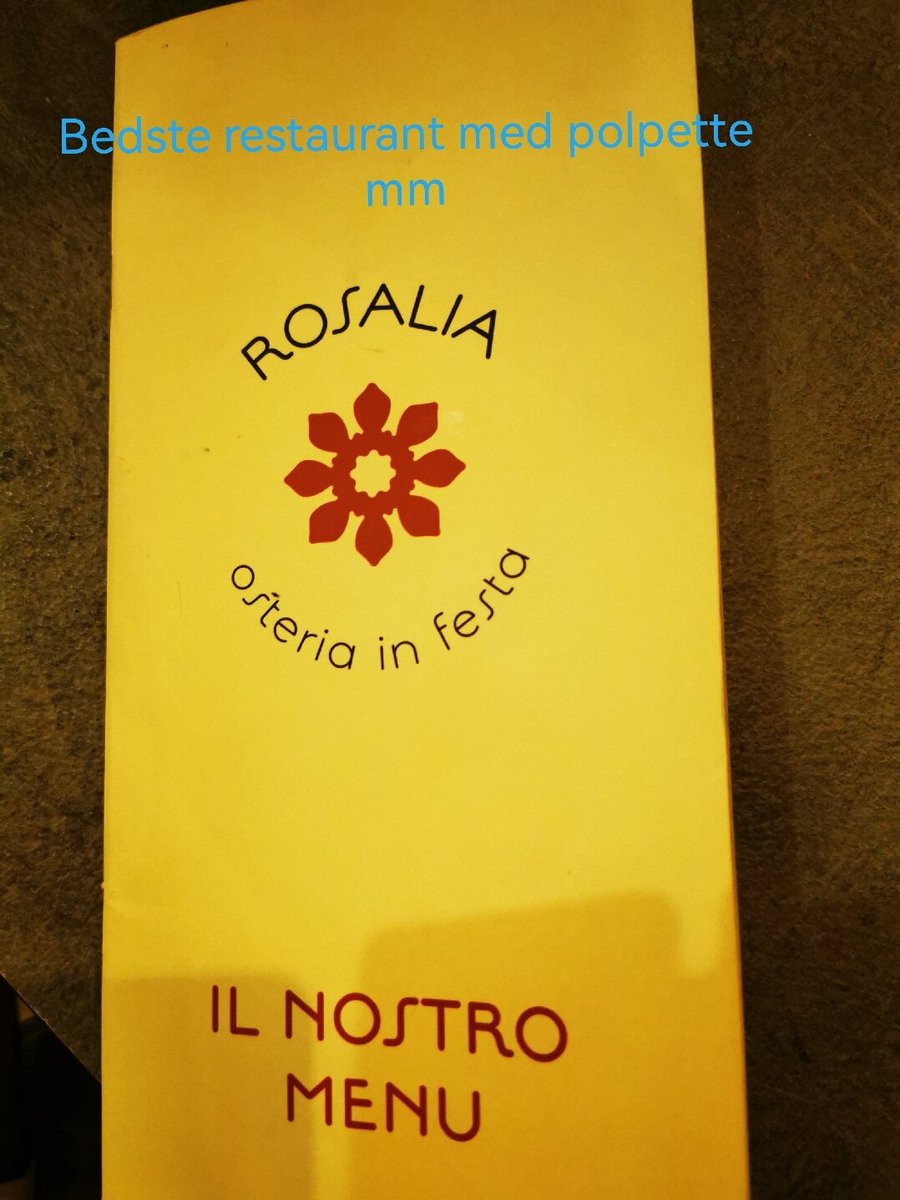 Bedste restaurant med polpette
mm
ROSALIA
osteria in festa
IL NOSTRO
MENU